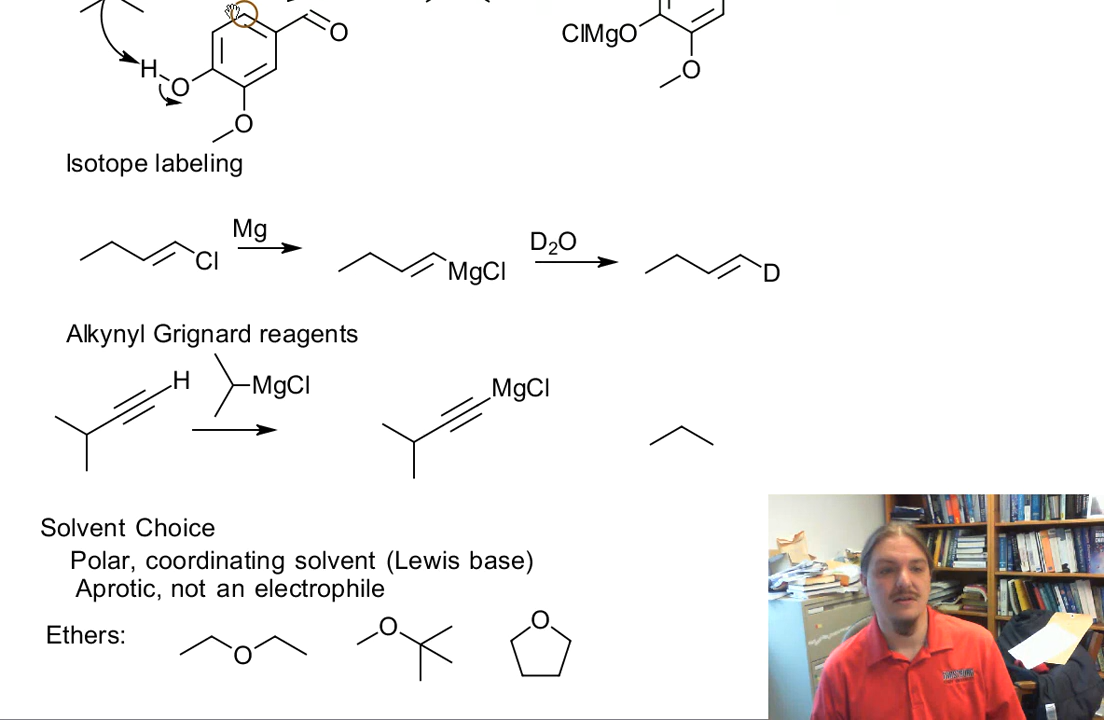 O
ClMgO
H
O
O
O
Isotope labeling
Mg
D2O
Cl
MgCl
D
Alkynyl Grignard reagents
H
MgCl
MgCl
Solvent Choice
Polar, coordinating solvent (Lewis base)
Aprotic, not an electrophile
Ethers:
O
O
O